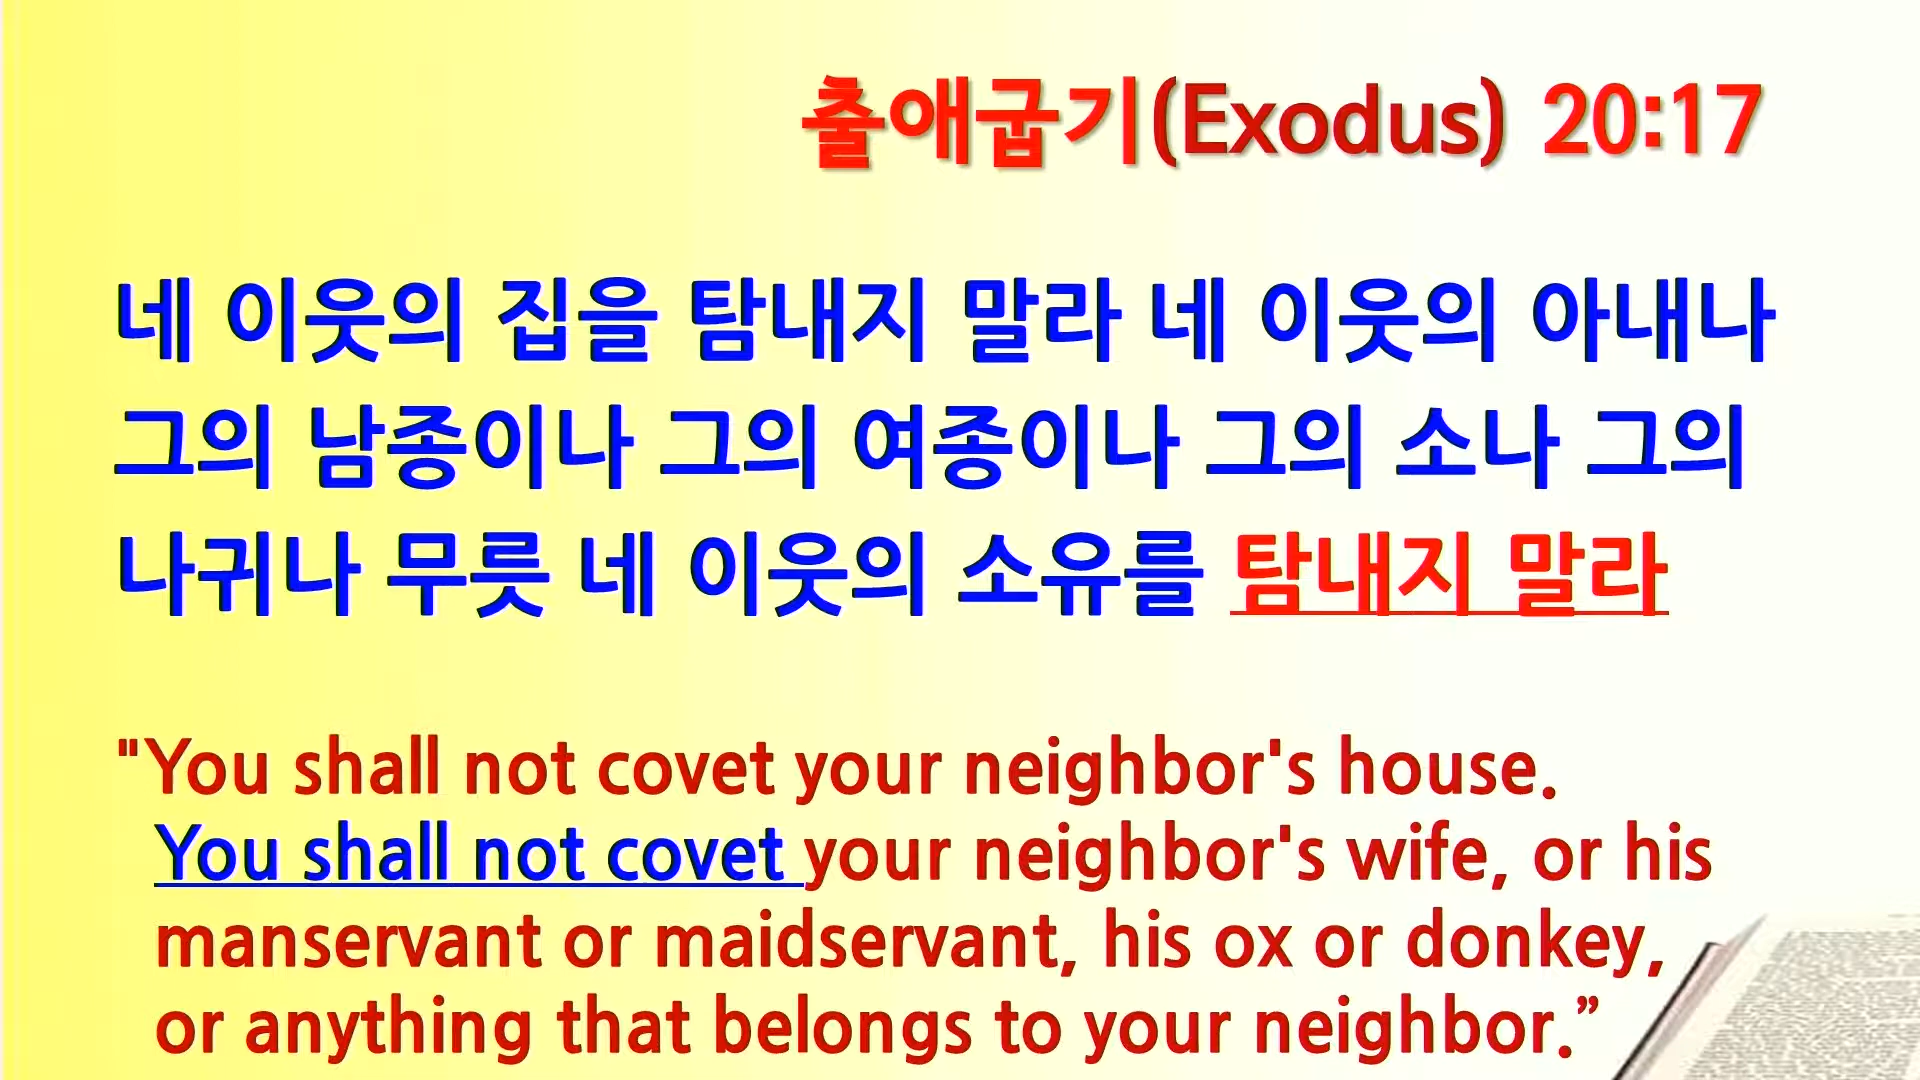 출애굽기(Exodus) 20:17
네 이웃의 집을 탐내지 말라 네 이웃의 아내나
그의 남종이나 그의 여종이나 그의 소나 그의
나귀나 무릇 네 이웃의 소유를 탐내지 말라
"You shall not covet your neighbor's house.
You shall not covet your neighbor's wife, or his
manservant or maidservant, his ox or donkey,
or anything that belongs to your neighbor.”